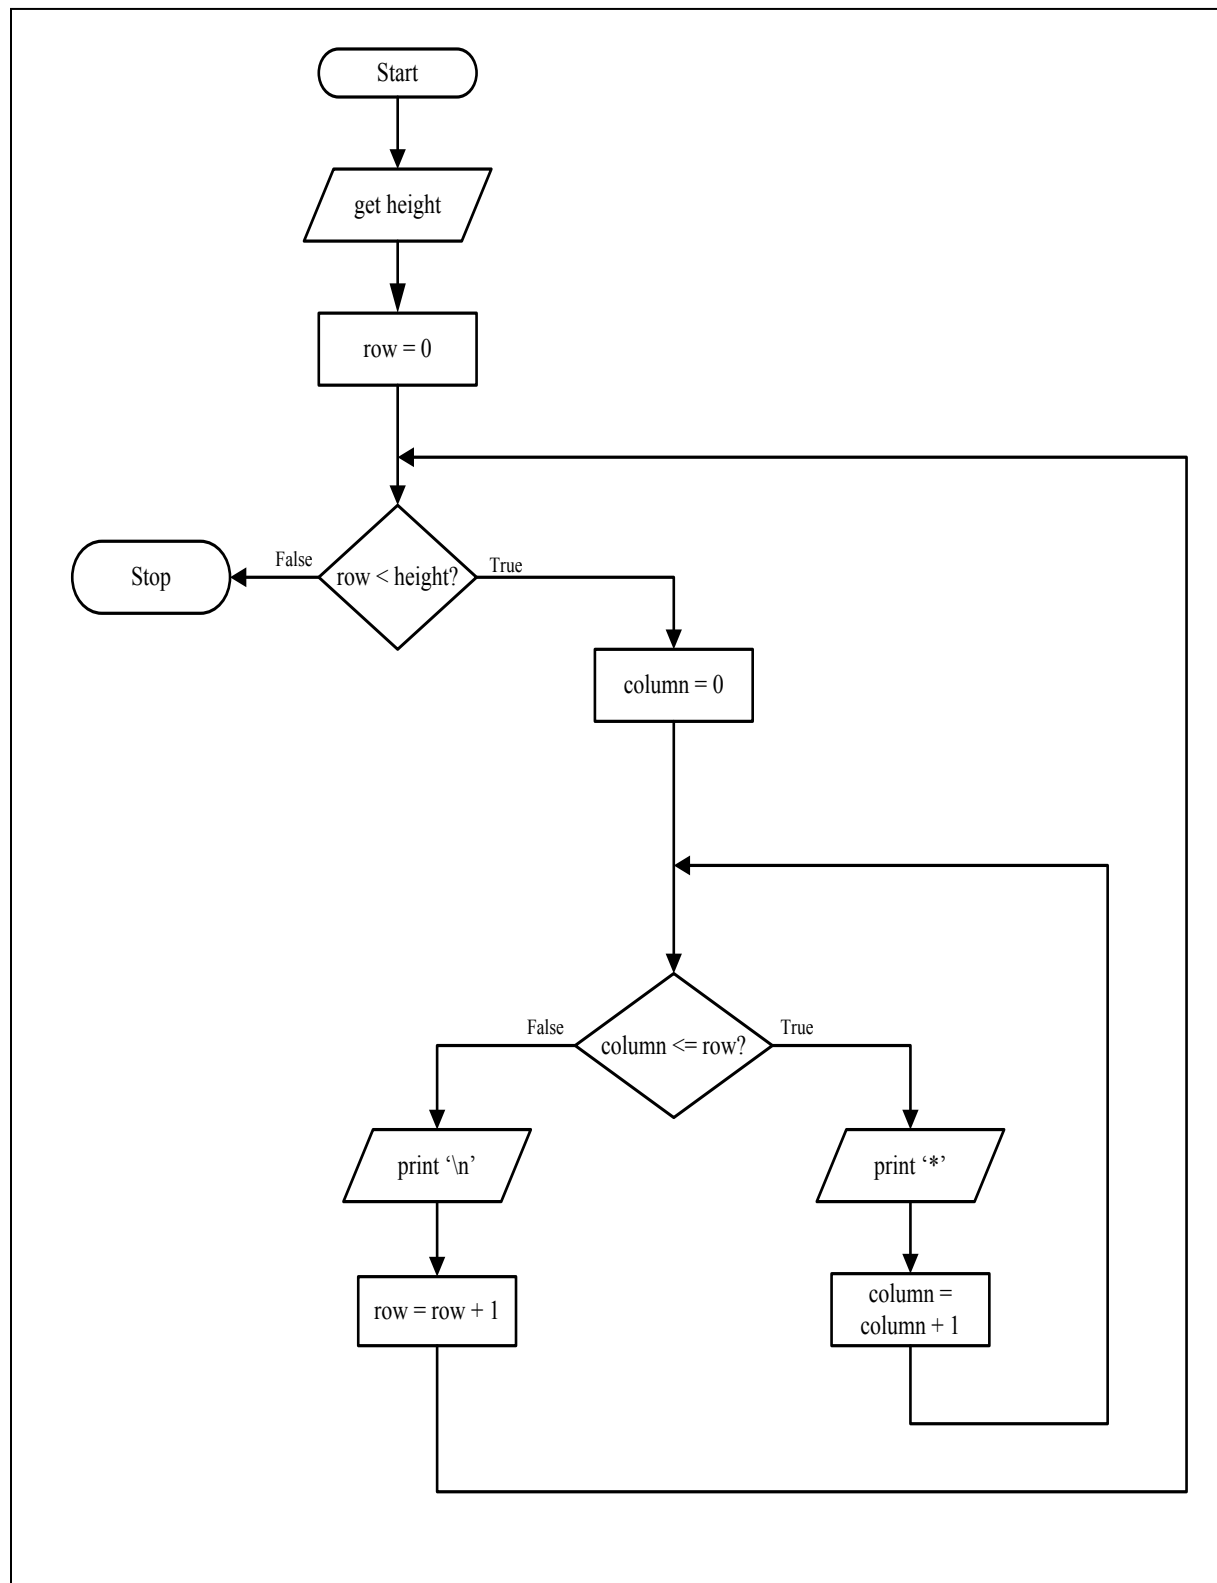 Start
get height
row = 0
row < height?
False
True
Stop
column = 0
column <= row?
False
True
print ‘\n’
print ‘*’
row = row + 1
column =
column + 1